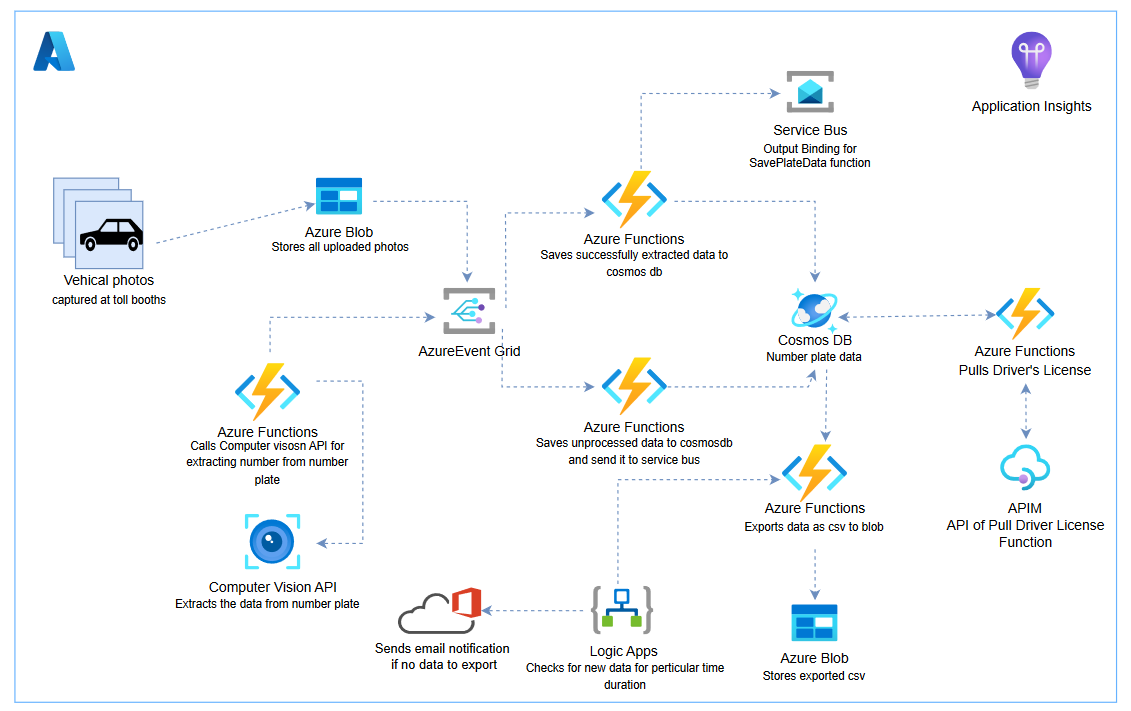 Application Insights
Service Bus
Output Binding for
SavePlateData function
Vehical photos
captured at toll booths
Azure Blob
Stores all uploaded photos
Azure Functions
Saves successfully extracted data to
cosmos db
AzureEvent Grid
Cosmos DB
Number plate data
Azure Functions
Pulls Driver's License
Azure Functions
Calls Computer visosn API for
extracting number from number
plate
Azure Functions
Saves unprocessed data to cosmosdb
and send it to service bus
Azure Functions
Exports data as csv to blob
APIM
API of Pull Driver License
Function
Computer Vision API
Extracts the data from number plate
Sends email notification
if no data to export
Logic Apps
Checks for new data for perticular time
duration
Azure Blob
Stores exported csv